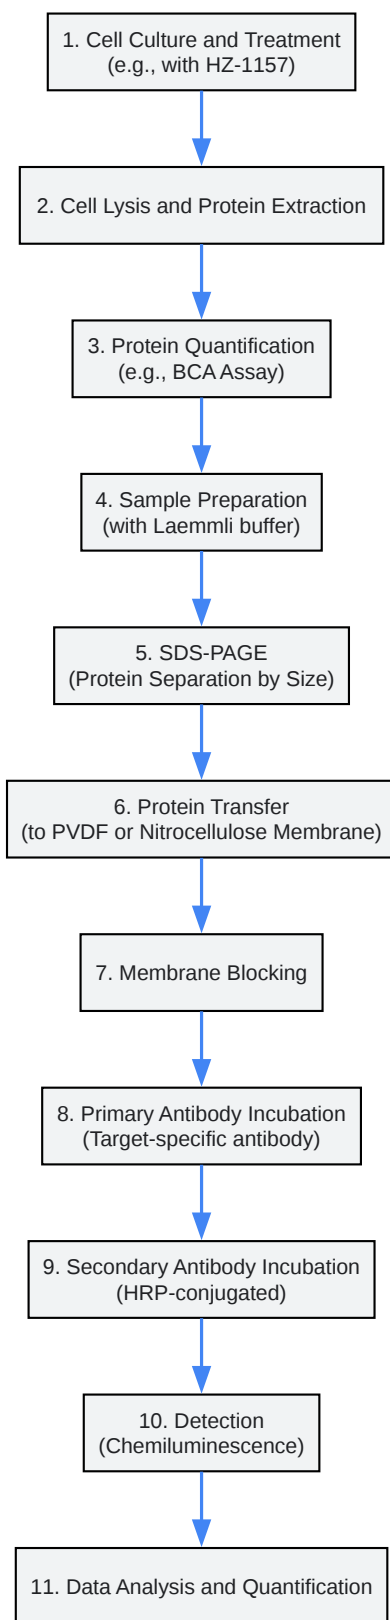 1. Cell Culture and Treatment
(e.g., with HZ-1157)
2. Cell Lysis and Protein Extraction
3. Protein Quantification
(e.g., BCA Assay)
4. Sample Preparation
(with Laemmli buffer)
5. SDS-PAGE
(Protein Separation by Size)
6. Protein Transfer
(to PVDF or Nitrocellulose Membrane)
7. Membrane Blocking
8. Primary Antibody Incubation
(Target-specific antibody)
9. Secondary Antibody Incubation
(HRP-conjugated)
10. Detection
(Chemiluminescence)
11. Data Analysis and Quantification